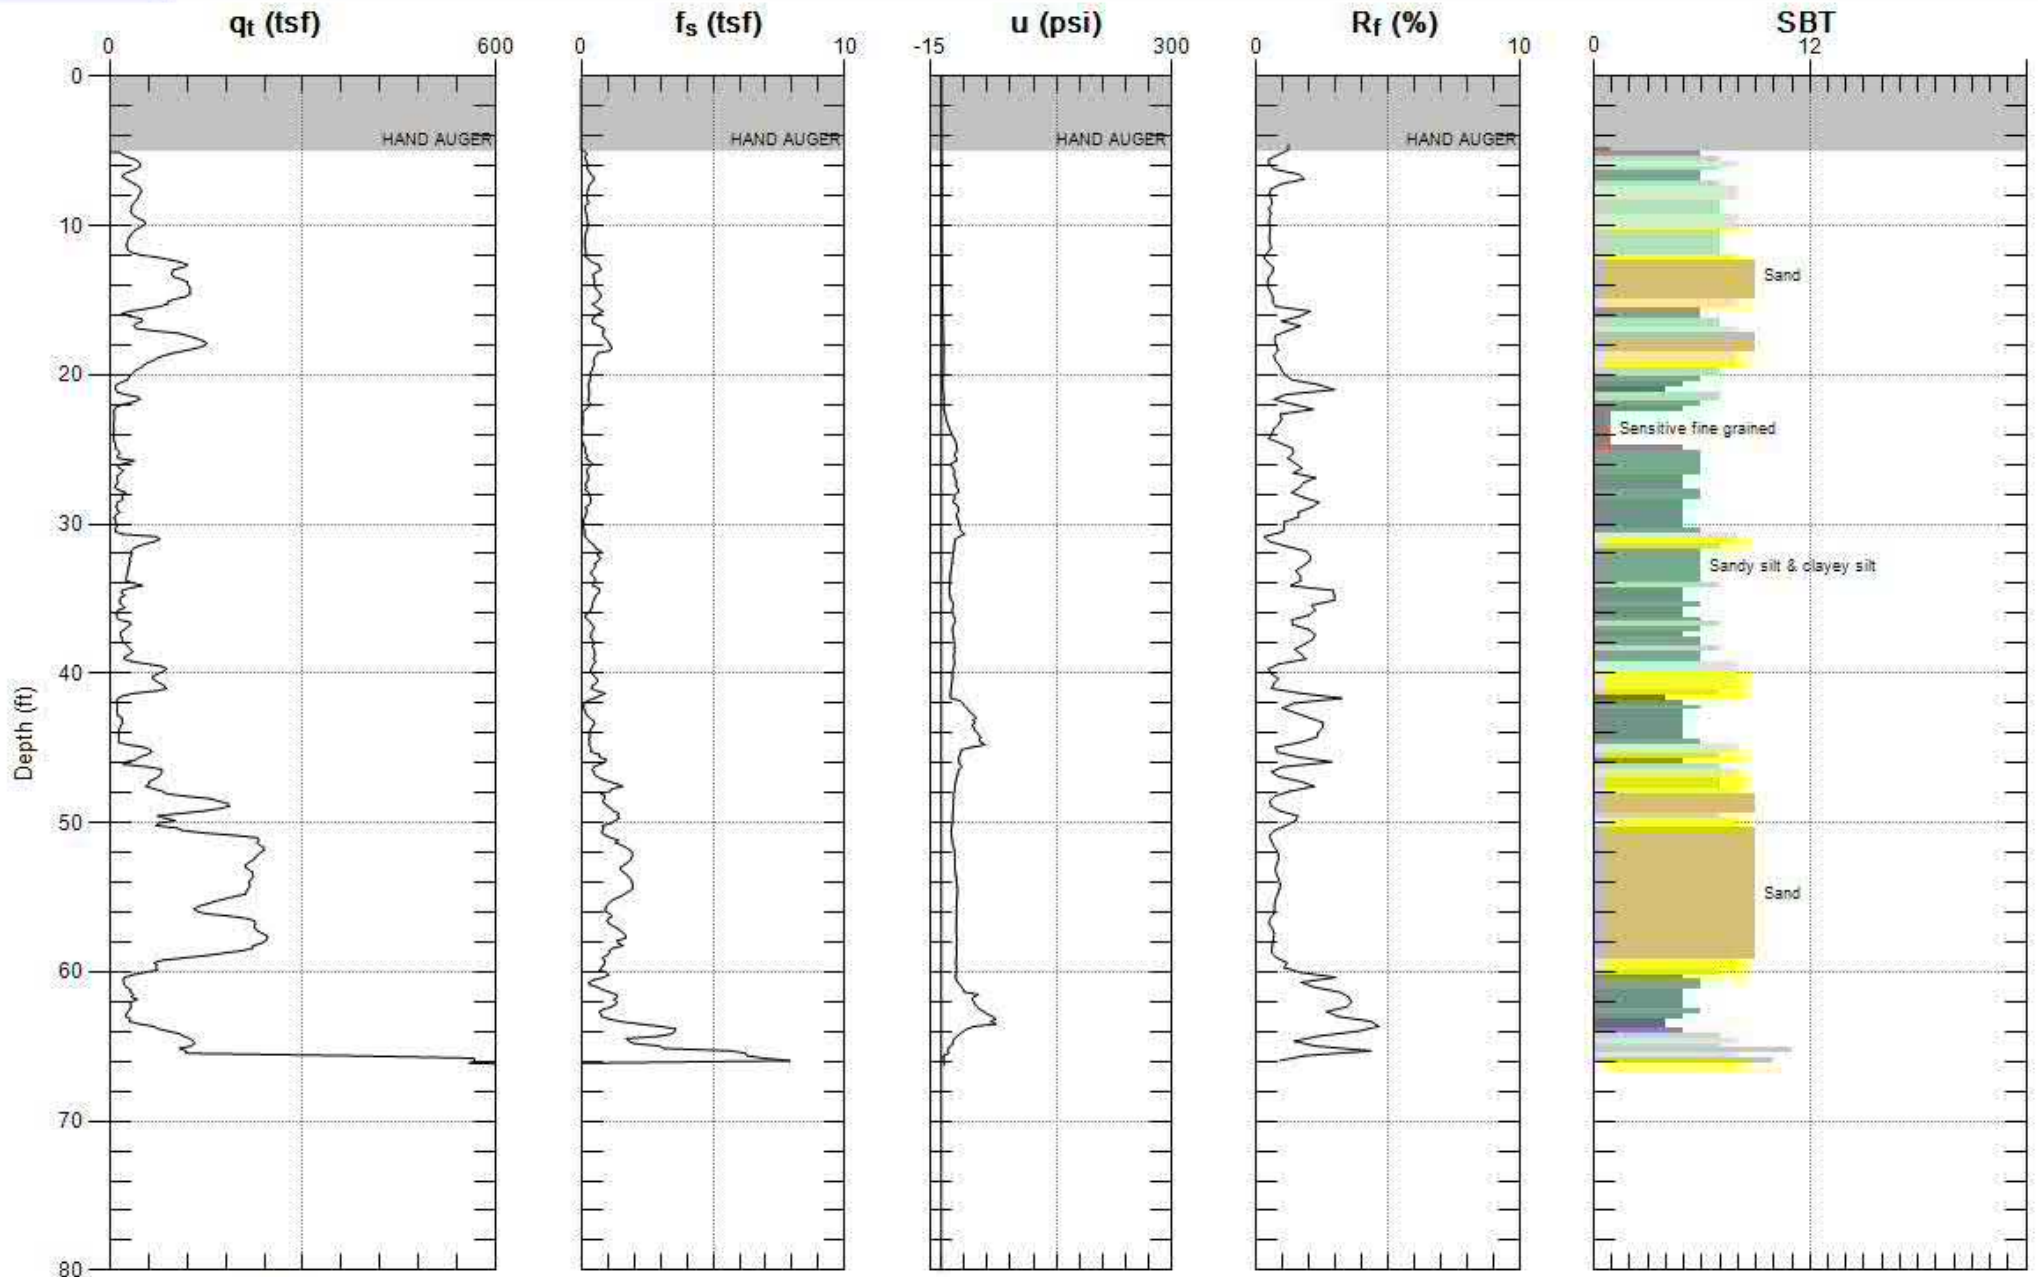 qt (tsf)
fs (tsf)
u (psi)
Rf (%)
SBT
0 600
0 10
-15 300
0 10
0 12
0
HAND AUGER
HAND AUGER
HAND AUGER
HAND AUGER
10
Sand
20
Sensitive fine grained
30
Sandy silt & clayey silt
40
Depth (ft)
50
Sand
60
70
80